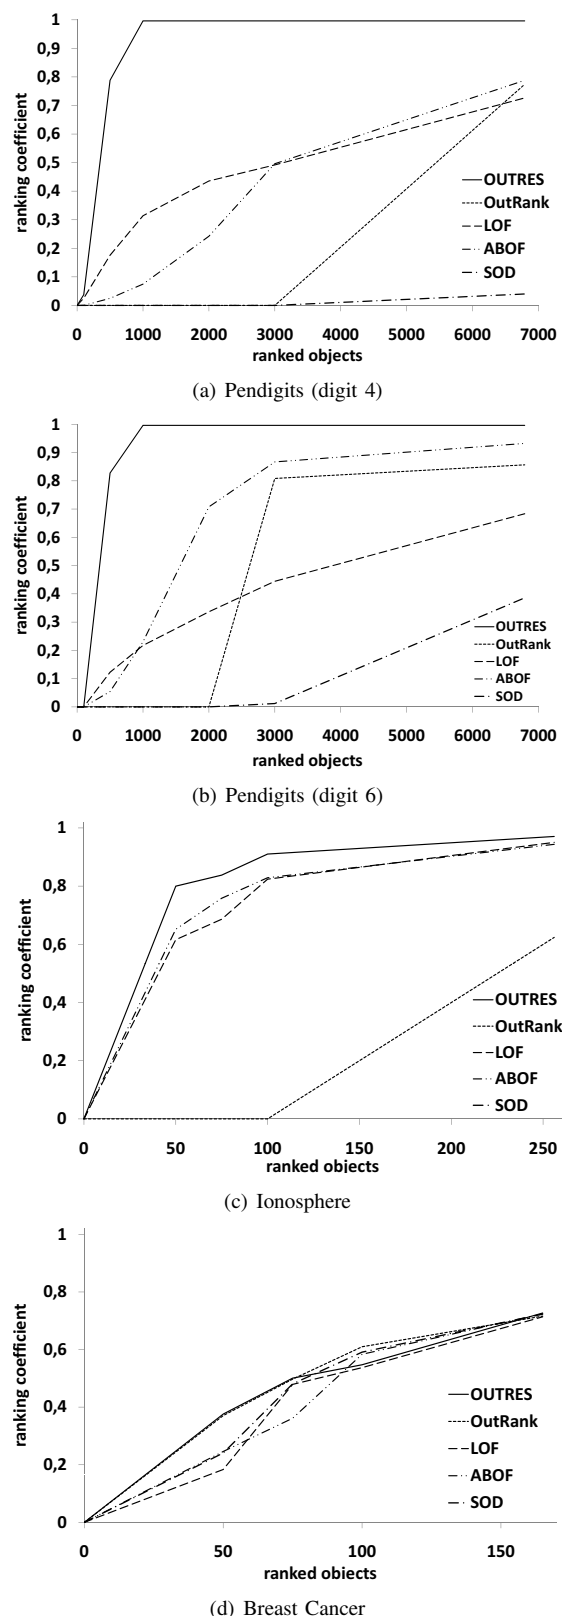 1
0,9
0,8
0,7
0,6
0,5
0,4
0,3
0,2
0,1
0
ranking coefficient
OUTRES
OutRank
LOF
ABOF
SOD
0 1000 2000 3000 4000 5000 6000 7000
ranked objects
(a) Pendigits (digit 4)
1
0,9
0,8
0,7
0,6
0,5
0,4
0,3
0,2
0,1
0
ranking coefficient
OUTRES
OutRank
LOF
ABOF
SOD
0 1000 2000 3000 4000 5000 6000 7000
ranked objects
(b) Pendigits (digit 6)
1
0,8
0,6
0,4
0,2
0
ranking coefficient
OUTRES
OutRank
LOF
ABOF
SOD
0 50 100 150 200 250
ranked objects
(c) Ionosphere
1
0,8
0,6
0,4
0,2
0
ranking coefficient
OUTRES
OutRank
LOF
ABOF
SOD
0 50 100 150
ranked objects
(d) Breast Cancer